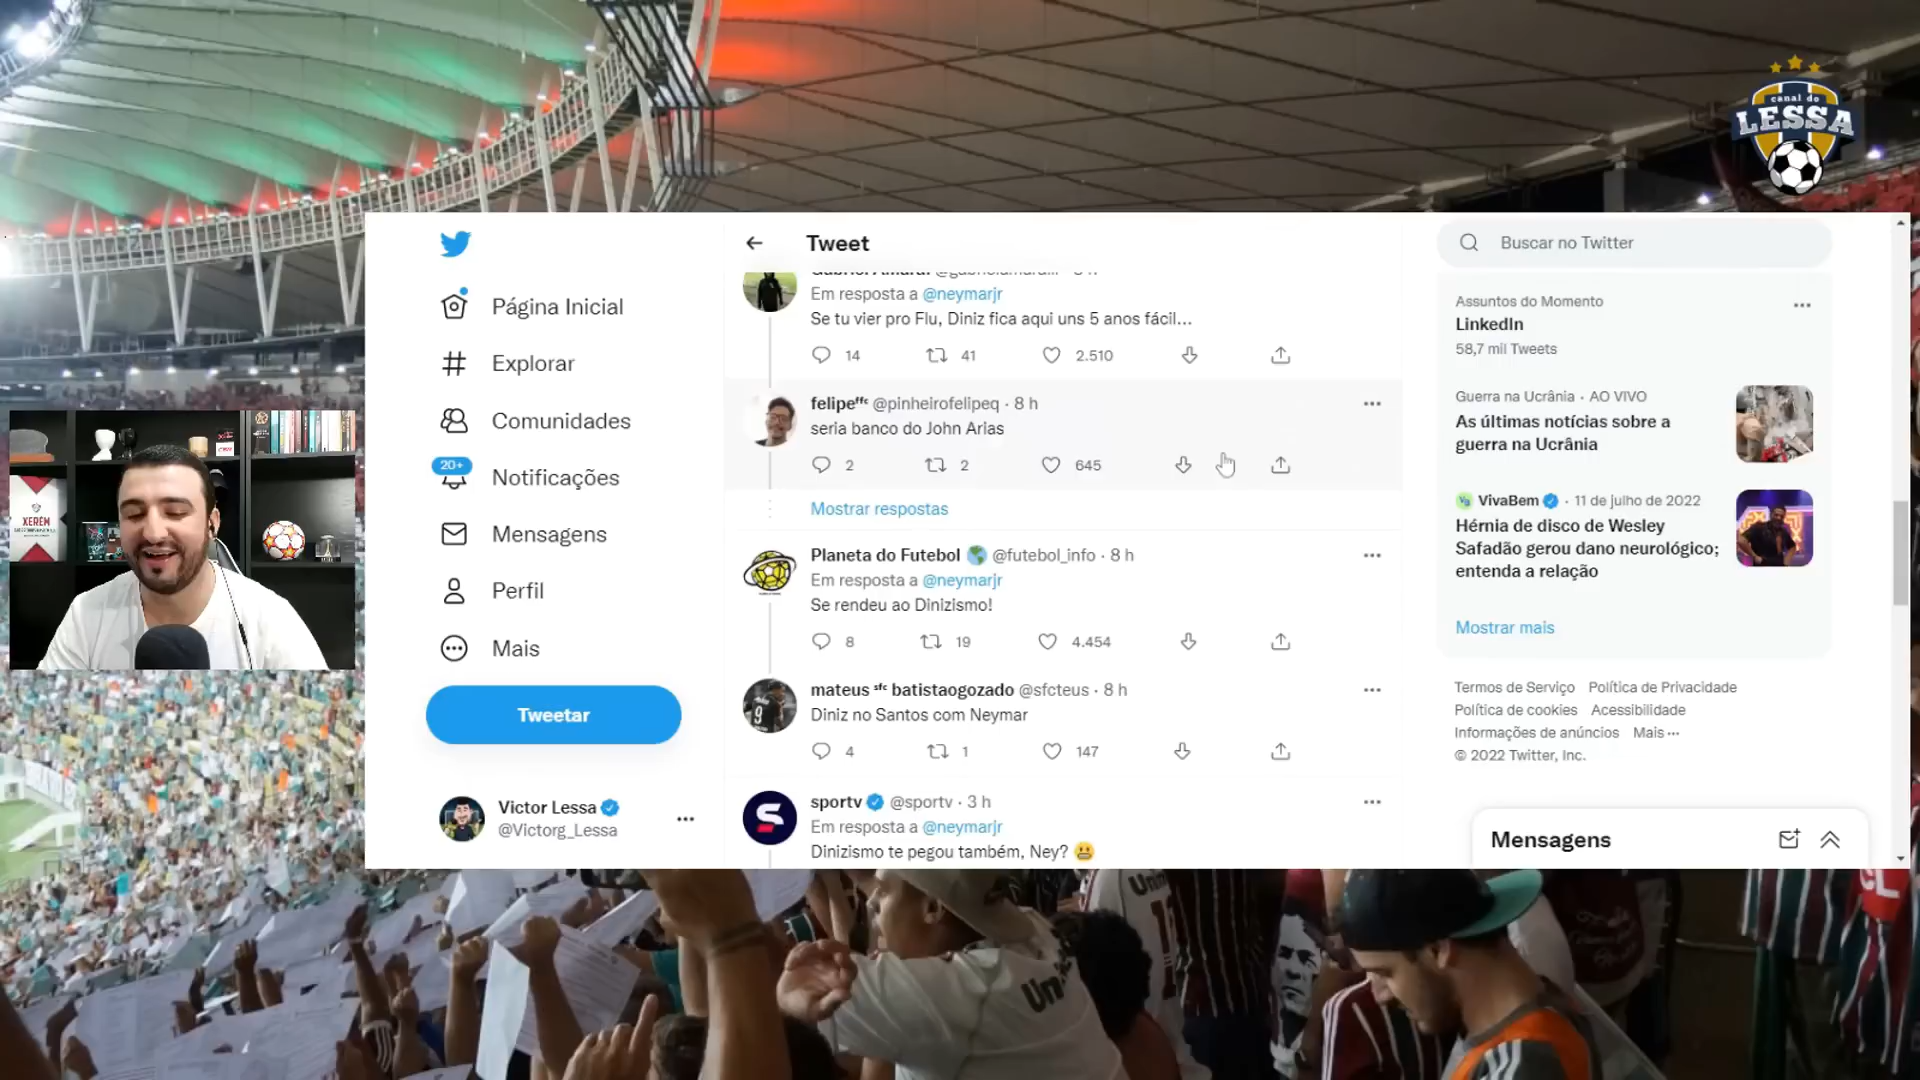 canal do
LESSA
Tweet
Buscar no Twitter
Página Inicial
Explorar
Comunidades
20+
Notificações
Mensagens
Perfil
Mais
Tweetar
Victor Lessa
@Victorg_Lessa
Em resposta a @neymarjr
Se tu vier pro Flu, Diniz fica aqui uns 5 anos fácil...
14 41 2.510
felipeᶠᶠᶜ @pinheirofelipeq · 8 h
seria banco do John Arias
2 2 645
Mostrar respostas
Planeta do Futebol 🌎 @futebol_info · 8 h
Em resposta a @neymarjr
Se rendeu ao Dinizismo!
8 19 4.454
mateus ˢᶠᶜ batistaogozado @sfcteus · 8 h
Diniz no Santos com Neymar
4 1 147
sportv @sportv · 3 h
Em resposta a @neymarjr
Dinizismo te pegou também, Ney? 😬
Assuntos do Momento
LinkedIn
58,7 mil Tweets
Guerra na Ucrânia · AO VIVO
As últimas notícias sobre a
guerra na Ucrânia
VivaBem · 11 de julho de 2022
Hérnia de disco de Wesley
Safadão gerou dano neurológico;
entenda a relação
Mostrar mais
Termos de Serviço Política de Privacidade
Política de cookies Acessibilidade
Informações de anúncios Mais ···
© 2022 Twitter, Inc.
Mensagens
XERÉM